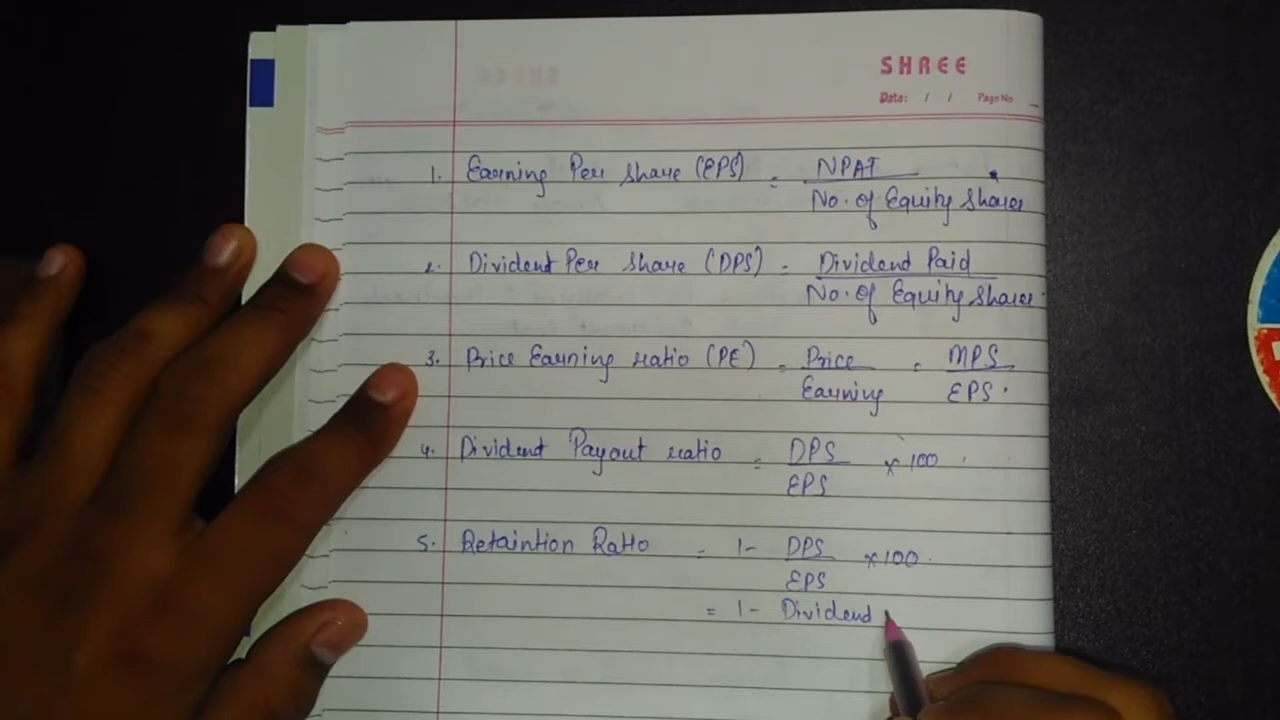 SHREE
Date: / / Page No
1. Earning Per Share (EPS) = NPAT / No. of Equity Shares
2. Divident Per Share (DPS) = Dividend Paid / No. of Equity Shares.
3. Price Earning ratio (PE) = Price / Earning = MPS / EPS.
4. Divident Payout ratio = DPS / EPS × 100.
5. Retaintion Ratio = 1 - DPS / EPS × 100.
= 1 - Dividend